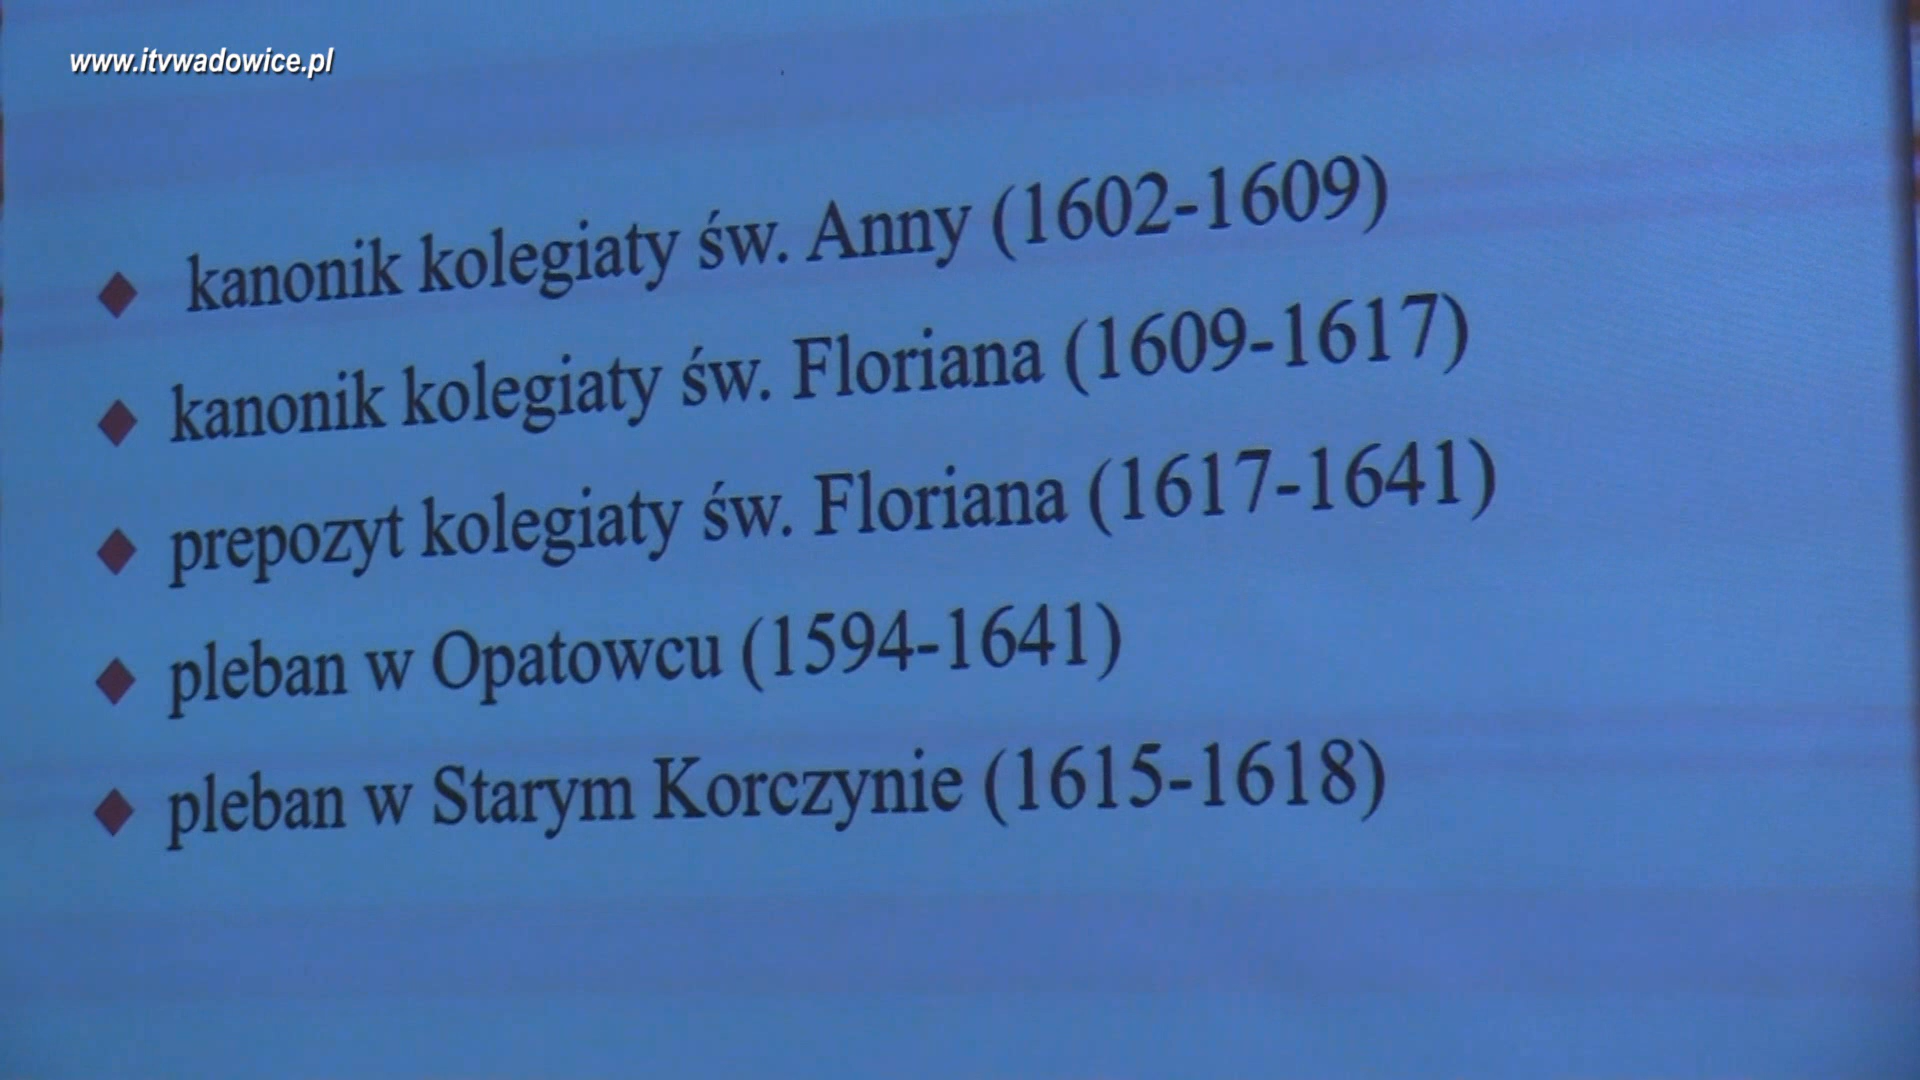 www.itvwadowice.pl
kanonik kolegiaty św. Anny (1602-1609)
kanonik kolegiaty św. Floriana (1609-1617)
prepozyt kolegiaty św. Floriana (1617-1641)
pleban w Opatowcu (1594-1641)
pleban w Starym Korczynie (1615-1618)